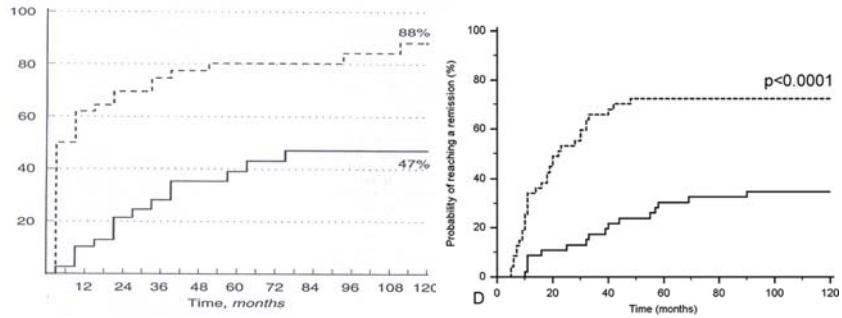 100
88%
80
60
47%
40
20
12 24 36 48 60 72 84 96 108 120
Time, months
100
p<0.0001
80
60
40
20
0
Probability of reaching a remission (%)
0 20 40 60 80 100 120
D
Time (months)